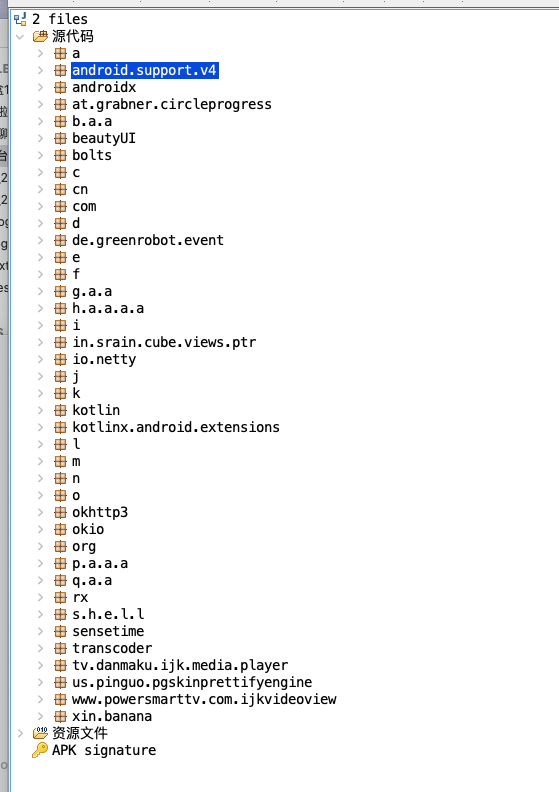 2 files
源代码
a
android.support.v4
androidx
at.grabner.circleprogress
b.a.a
beautyUI
bolts
c
cn
com
d
de.greenrobot.event
e
f
g.a.a
h.a.a.a.a
i
in.srain.cube.views.ptr
io.netty
j
k
kotlin
kotlinx.android.extensions
l
m
n
o
okhttp3
okio
org
p.a.a.a
q.a.a
rx
s.h.e.l.l
sensetime
transcoder
tv.danmaku.ijk.media.player
us.pinguo.pgskinprettifyengine
www.powersmarttv.com.ijkvideoview
xin.banana
资源文件
APK signature